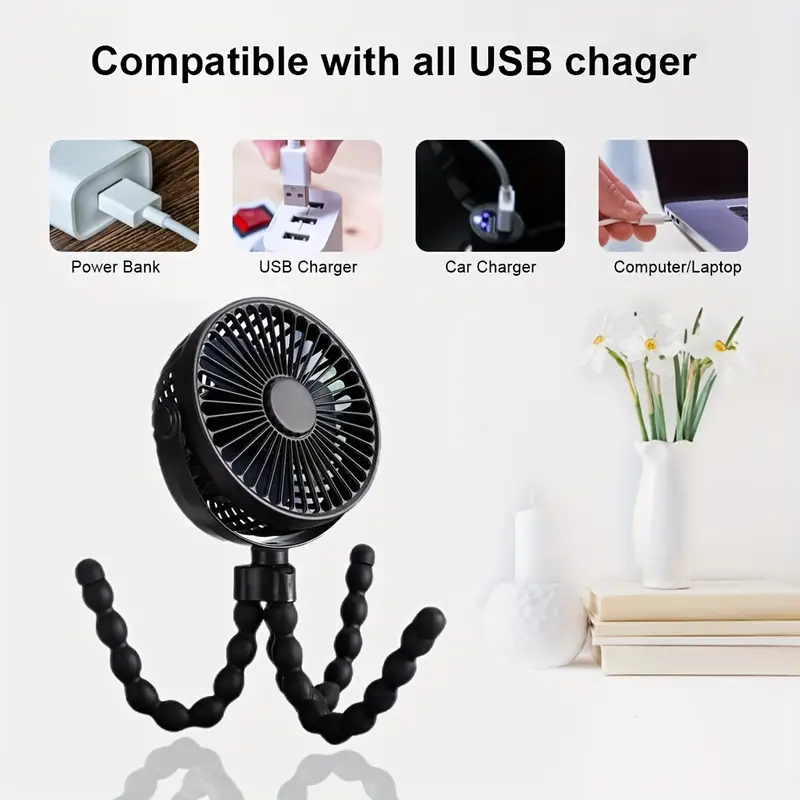 Compatible with all USB chager
Power Bank
USB Charger
Car Charger
Computer/Laptop